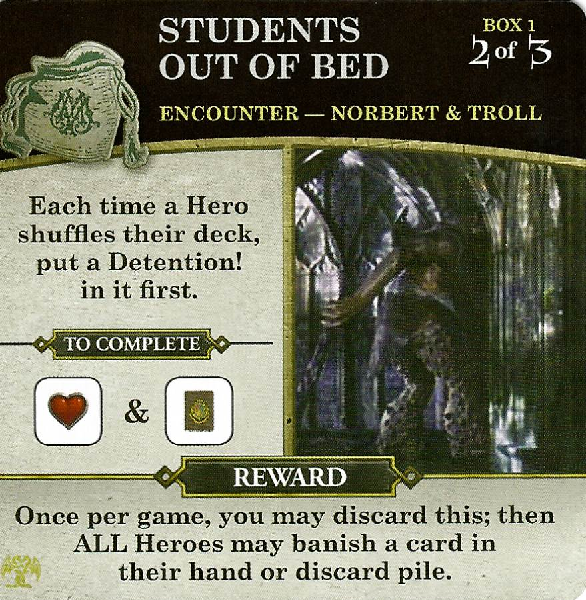 STUDENTS
OUT OF BED
BOX 1
2 of 3
ENCOUNTER — NORBERT & TROLL
Each time a Hero
shuffles their deck,
put a Detention!
in it first.
TO COMPLETE
&
REWARD
Once per game, you may discard this; then
ALL Heroes may banish a card in
their hand or discard pile.